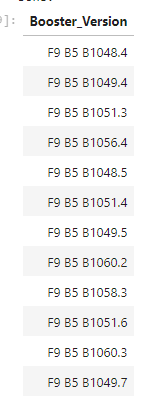 ]:
Booster_Version
F9 B5 B1048.4
F9 B5 B1049.4
F9 B5 B1051.3
F9 B5 B1056.4
F9 B5 B1048.5
F9 B5 B1051.4
F9 B5 B1049.5
F9 B5 B1060.2
F9 B5 B1058.3
F9 B5 B1051.6
F9 B5 B1060.3
F9 B5 B1049.7